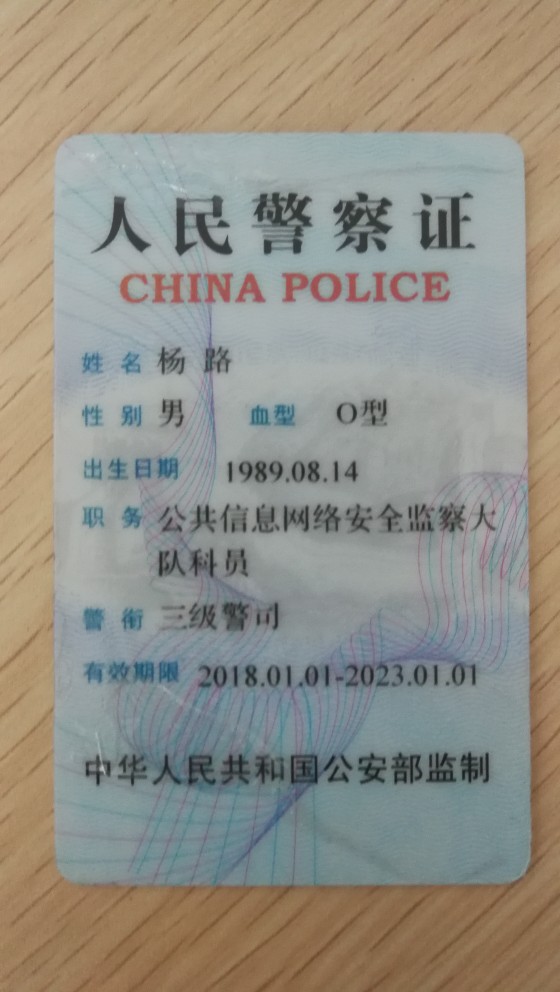 人民警察证
CHINA POLICE
姓名 杨路
性别 男 血型 O型
出生日期 1989.08.14
职务 公共信息网络安全监察大
队科员
警衔 三级警司
有效期限 2018.01.01-2023.01.01
中华人民共和国公安部监制